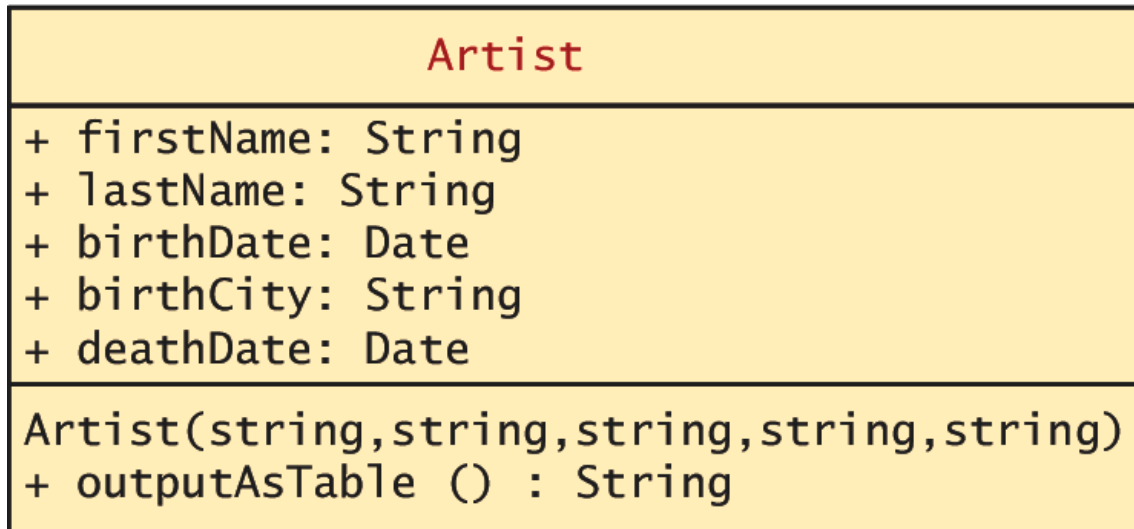 Artist
+ firstName: String
+ lastName: String
+ birthDate: Date
+ birthCity: String
+ deathDate: Date
Artist(string,string,string,string,string)
+ outputAsTable () : String